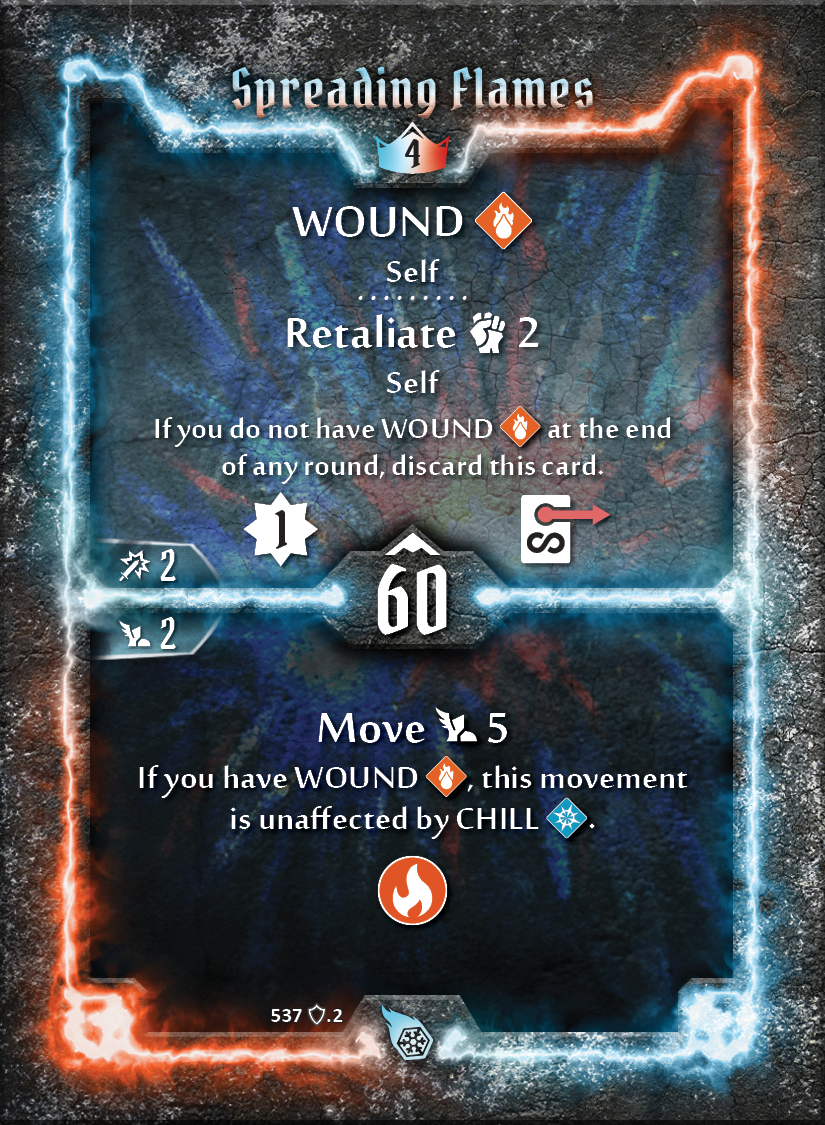 Spreading Flames
4
WOUND
Self
Retaliate 2
Self
If you do not have WOUND at the end
of any round, discard this card.
1
2
60
2
Move 5
If you have WOUND , this movement
is unaffected by CHILL .
537 .2